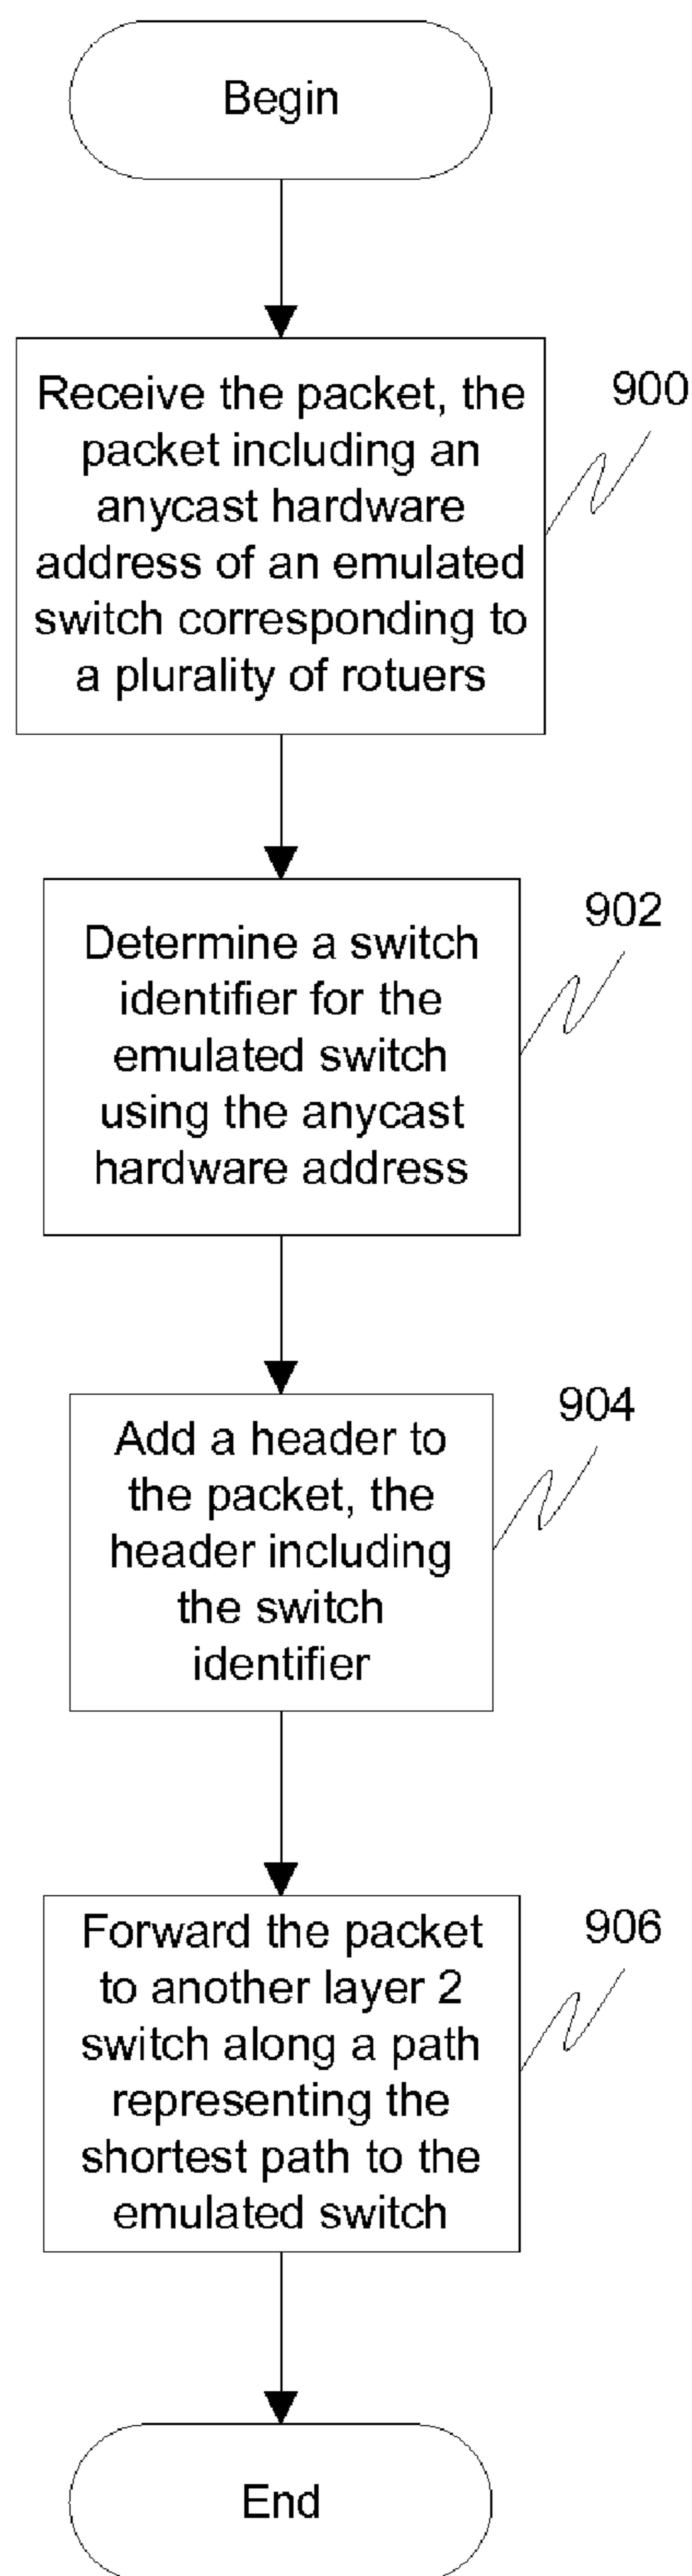 Begin
Receive the packet, the
packet including an
anycast hardware
address of an emulated
switch corresponding to
a plurality of rotuers
900
Determine a switch
identifier for the
emulated switch
using the anycast
hardware address
902
Add a header to
the packet, the
header including
the switch
identifier
904
Forward the packet
to another layer 2
switch along a path
representing the
shortest path to the
emulated switch
906
End